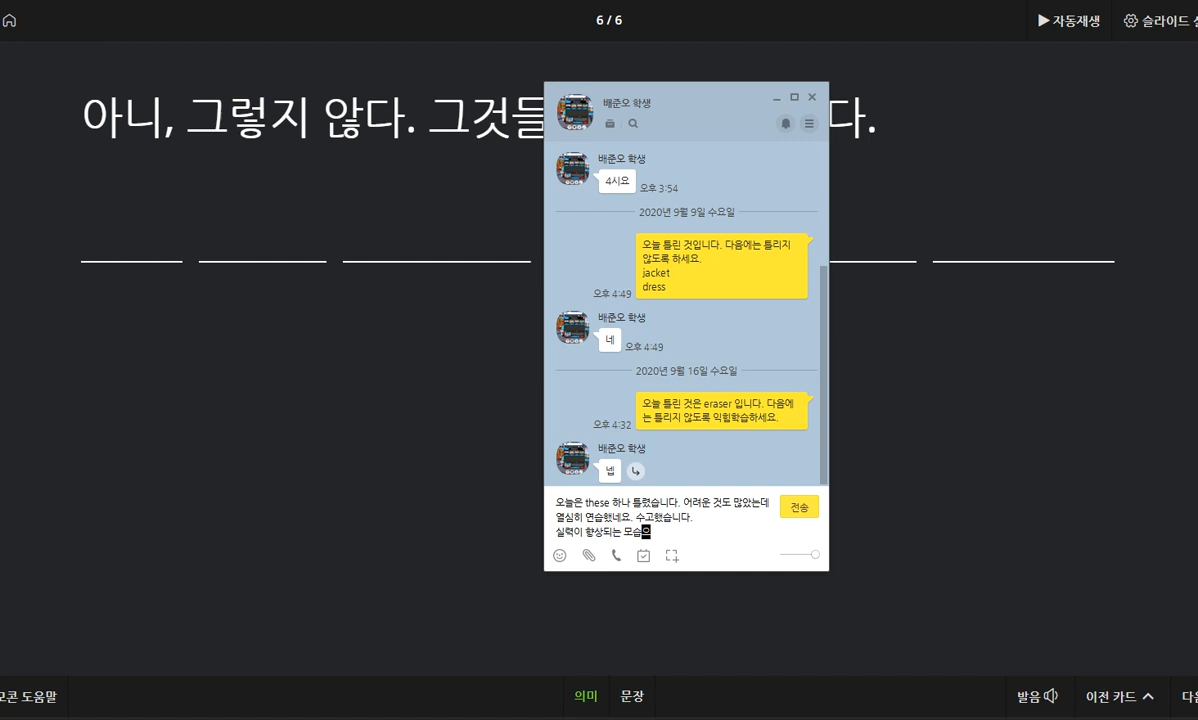 6 / 6
자동재생
슬라이드
아니, 그렇지 않다. 그것들 다.
배준오 학생
배준오 학생
4시요
오후 3:54
2020년 9월 9일 수요일
오늘 틀린 것입니다. 다음에는 틀리지
않도록 하세요.
jacket
dress
오후 4:49
배준오 학생
네
오후 4:49
2020년 9월 16일 수요일
오늘 틀린 것은 eraser 입니다. 다음에
는 틀리지 않도록 익힘학습하세요.
오후 4:32
배준오 학생
넵
오늘은 these 하나 틀렸습니다. 어려운 것도 많았는데
열심히 연습했네요. 수고했습니다.
실력이 향상되는 모습으
전송
도움말
의미
문장
발음
이전 카드